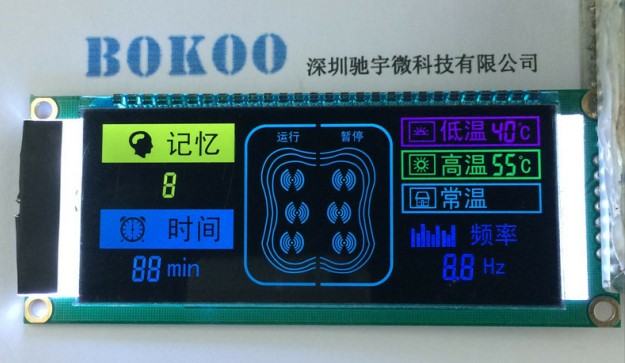 BOKOO 深圳驰宇微科技有限公司
记忆
8
时间
88 min
运行 暂停
低温 40℃
高温 55℃
常温
频率
8.8 Hz